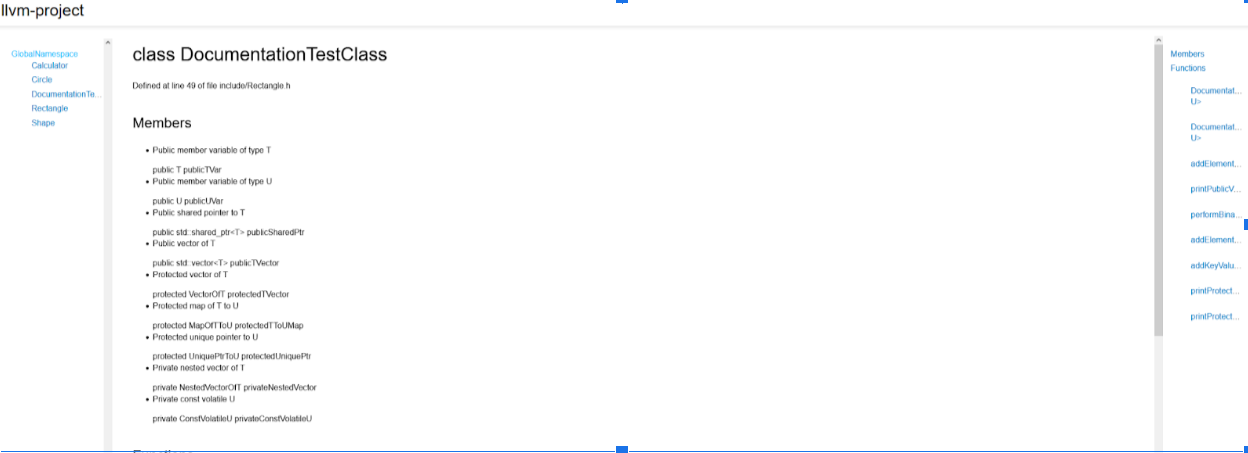 llvm-project
GlobalNamespace
Calculator
Circle
DocumentationTe...
Rectangle
Shape
class DocumentationTestClass
Defined at line 49 of file include/Rectangle.h
Members
• Public member variable of type T
public T publicTVar
• Public member variable of type U
public U publicUVar
• Public shared pointer to T
public std::shared_ptr<T> publicSharedPtr
• Public vector of T
public std::vector<T> publicTVector
• Protected vector of T
protected VectorOfT protectedTVector
• Protected map of T to U
protected MapOfTToU protectedTToUMap
• Protected unique pointer to U
protected UniquePtrToU protectedUniquePtr
• Private nested vector of T
private NestedVectorOfT privateNestedVector
• Private const volatile U
private ConstVolatileU privateConstVolatileU
Members
Functions
Documentat...
U>
Documentat...
U>
addElement...
printPublicV...
performBina...
addElement...
addKeyValu...
printProtect...
printProtect...